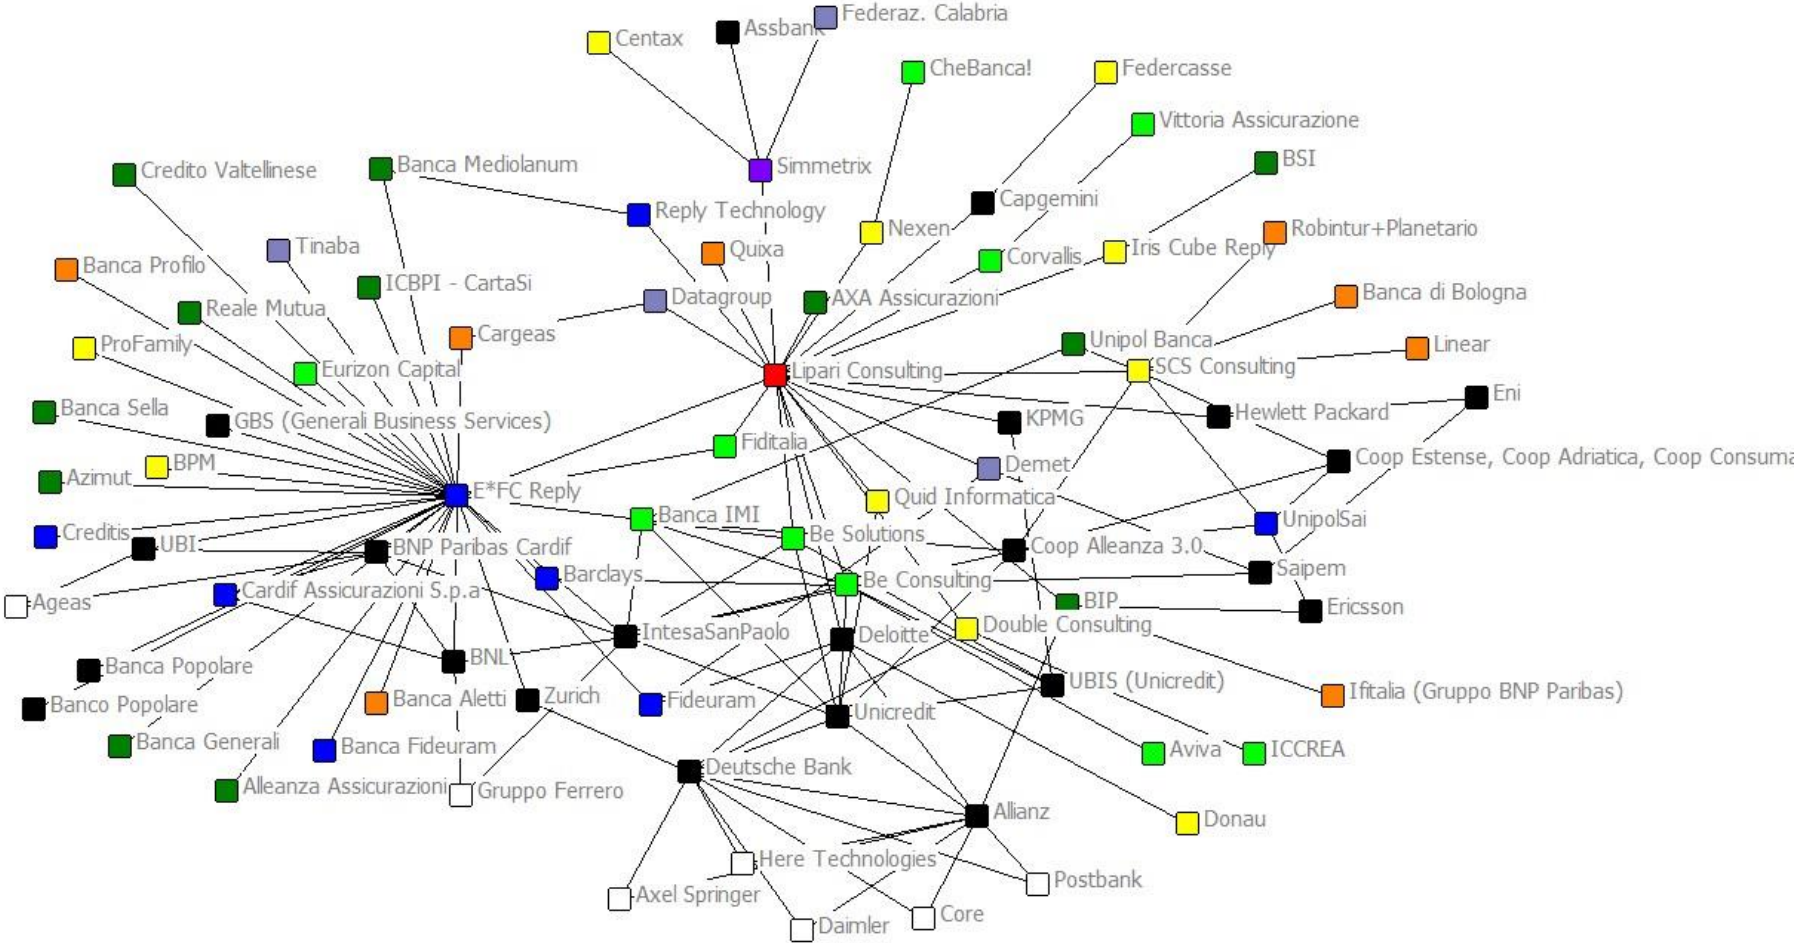 Federaz. Calabria
Assbank
Centax
CheBanca!
Federcasse
Vittoria Assicurazione
BSI
Simmetrix
Banca Mediolanum
Credito Valtellinese
Capgemini
Reply Technology
Nexen
Robintur+Planetario
Tinaba
Quixa
Iris Cube Reply
Corvallis
Banca Profilo
ICBPI - CartaSi
Datagroup
AXA Assicurazioni
Banca di Bologna
Reale Mutua
Cargeas
Unipol Banca
ProFamily
Linear
Eurizon Capital
Lipari Consulting
SCS Consulting
Eni
Banca Sella
GBS (Generali Business Services)
KPMG
Hewlett Packard
Fiditalia
BPM
Demet
Coop Estense, Coop Adriatica, Coop Consuma
Azimut
E*FC Reply
Quid Informatica
Banca IMI
UnipolSai
Creditis
UBI
BNP Paribas Cardif
Be Solutions
Coop Alleanza 3.0
Saipem
Barclays
Be Consulting
Cardif Assicurazioni S.p.a
Ageas
BIP
Ericsson
IntesaSanPaolo
Deloitte
Double Consulting
BNL
Banca Popolare
UBIS (Unicredit)
Ifitalia (Gruppo BNP Paribas)
Banca Aletti
Zurich
Fideuram
Banco Popolare
Unicredit
Banca Generali
Banca Fideuram
Aviva
ICCREA
Deutsche Bank
Alleanza Assicurazioni
Gruppo Ferrero
Allianz
Donau
Here Technologies
Postbank
Axel Springer
Core
Daimler